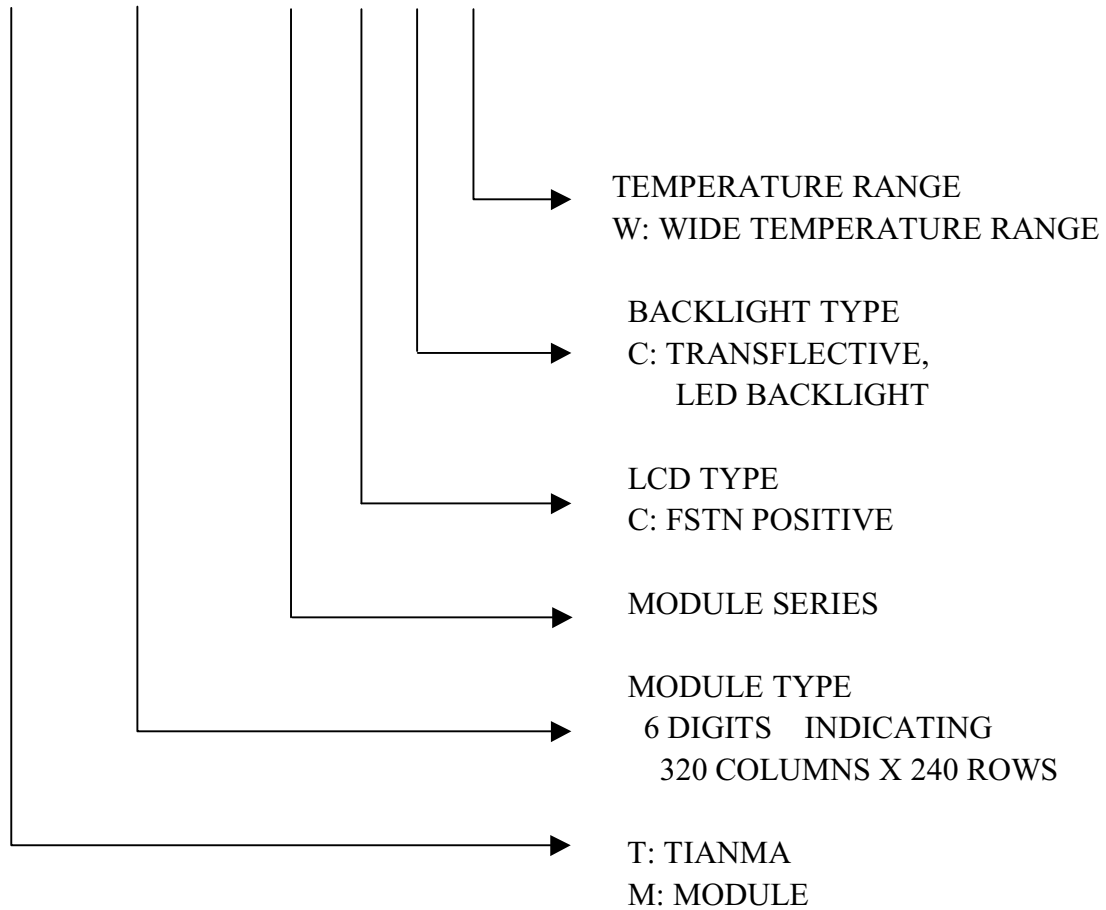 TEMPERATURE RANGE
W: WIDE TEMPERATURE RANGE
BACKLIGHT TYPE
C: TRANSFLECTIVE,
LED BACKLIGHT
LCD TYPE
C: FSTN POSITIVE
MODULE SERIES
MODULE TYPE
6 DIGITS INDICATING
320 COLUMNS X 240 ROWS
T: TIANMA
M: MODULE